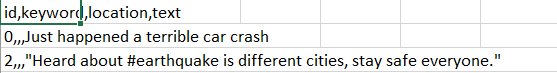 id,keyword,location,text
0,,,Just happened a terrible car crash
2,,,"Heard about #earthquake is different cities, stay safe everyone."